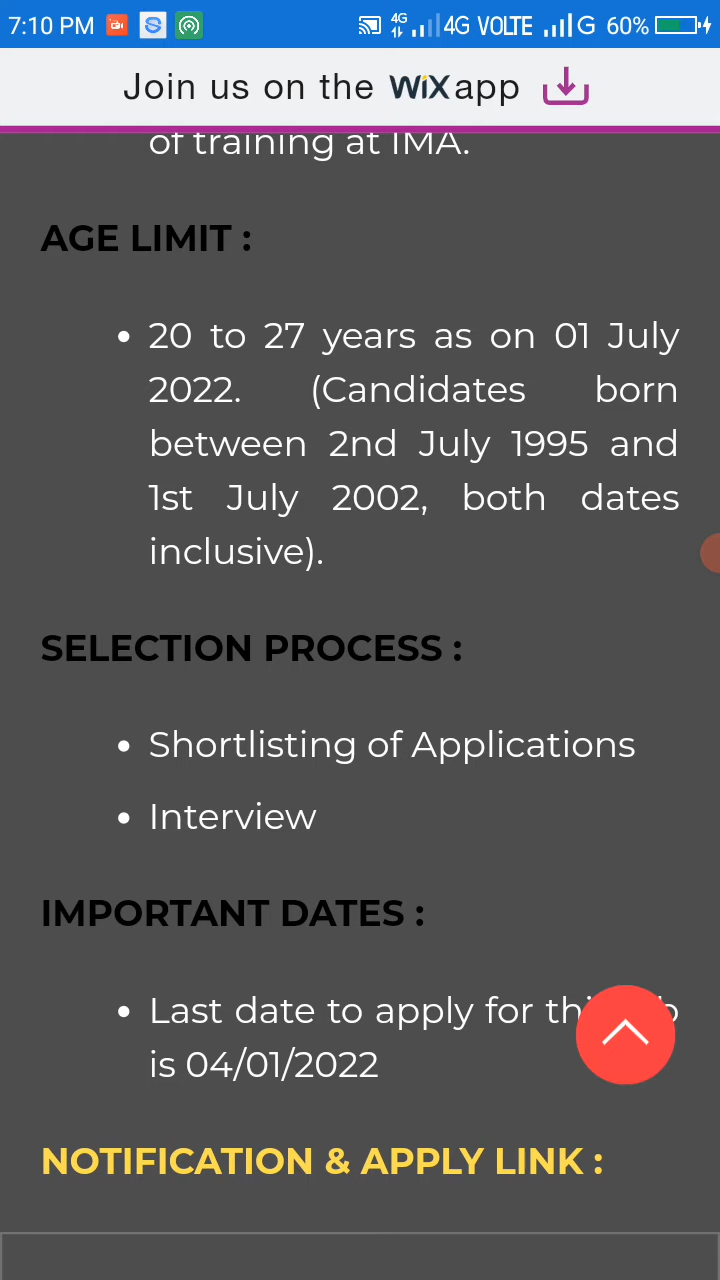 7:10 PM 4G 4G VOLTE G 60%
Join us on the WiX app
of training at IMA.
AGE LIMIT :
• 20 to 27 years as on 01 July
2022. (Candidates born
between 2nd July 1995 and
1st July 2002, both dates
inclusive).
SELECTION PROCESS :
• Shortlisting of Applications
• Interview
IMPORTANT DATES :
• Last date to apply for
is 04/01/2022
NOTIFICATION & APPLY LINK :